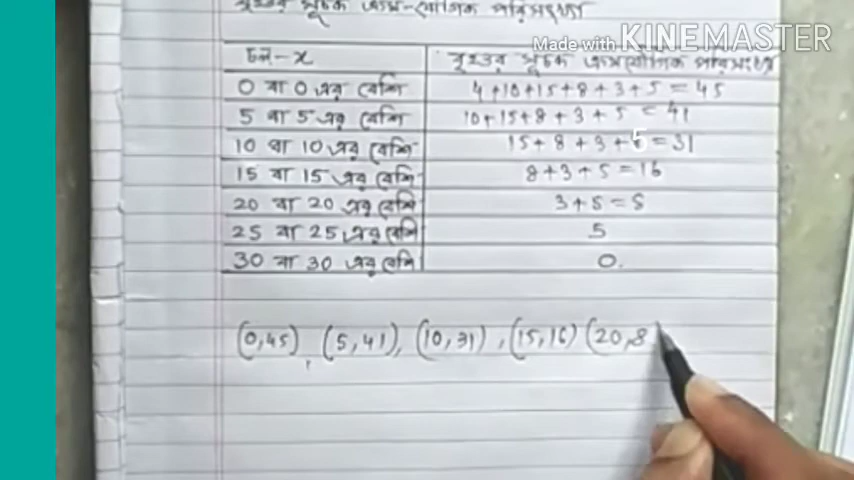 বৃহত্তর সূচক ক্রম-যৌগিক পরিসংখ্যা
Made with KINEMASTER
চল-x বৃহত্তর সূচক ক্রমযৌগিক পরিসংখ্যা
0 বা 0 এর বেশি 4+10+15+8+3+5 = 45
5 বা 5 এর বেশি 10+15+8+3+5 = 41
10 বা 10 এর বেশি 15+8+3+5 = 31
15 বা 15 এর বেশি 8+3+5 = 16
20 বা 20 এর বেশি 3+5 = 8
25 বা 25 এর বেশি 5
30 বা 30 এর বেশি 0.
(0,45), (5,41), (10,31), (15,16) (20,8